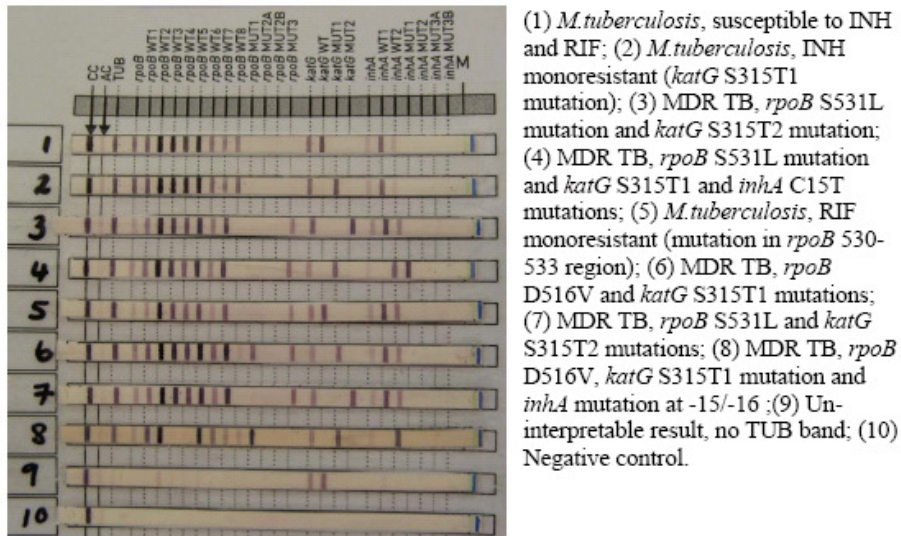 CC
AC
TUB
rpoB
rpoB WT1
rpoB WT2
rpoB WT3
rpoB WT4
rpoB WT5
rpoB WT6
rpoB WT7
rpoB WT8
rpoB MUT1
rpoB MUT2A
rpoB MUT2B
rpoB MUT3
katG
katG WT
katG MUT1
katG MUT2
inhA
inhA WT1
inhA WT2
inhA MUT1
inhA MUT2
inhA MUT3A
inhA MUT3B
M
1
2
3
4
5
6
7
8
9
10
(1) M.tuberculosis, susceptible to INH
and RIF; (2) M.tuberculosis, INH
monoresistant (katG S315T1
mutation); (3) MDR TB, rpoB S531L
mutation and katG S315T2 mutation;
(4) MDR TB, rpoB S531L mutation
and katG S315T1 and inhA C15T
mutations; (5) M.tuberculosis, RIF
monoresistant (mutation in rpoB 530-
533 region); (6) MDR TB, rpoB
D516V and katG S315T1 mutations;
(7) MDR TB, rpoB S531L and katG
S315T2 mutations; (8) MDR TB, rpoB
D516V, katG S315T1 mutation and
inhA mutation at -15/-16 ;(9) Un-
interpretable result, no TUB band; (10)
Negative control.